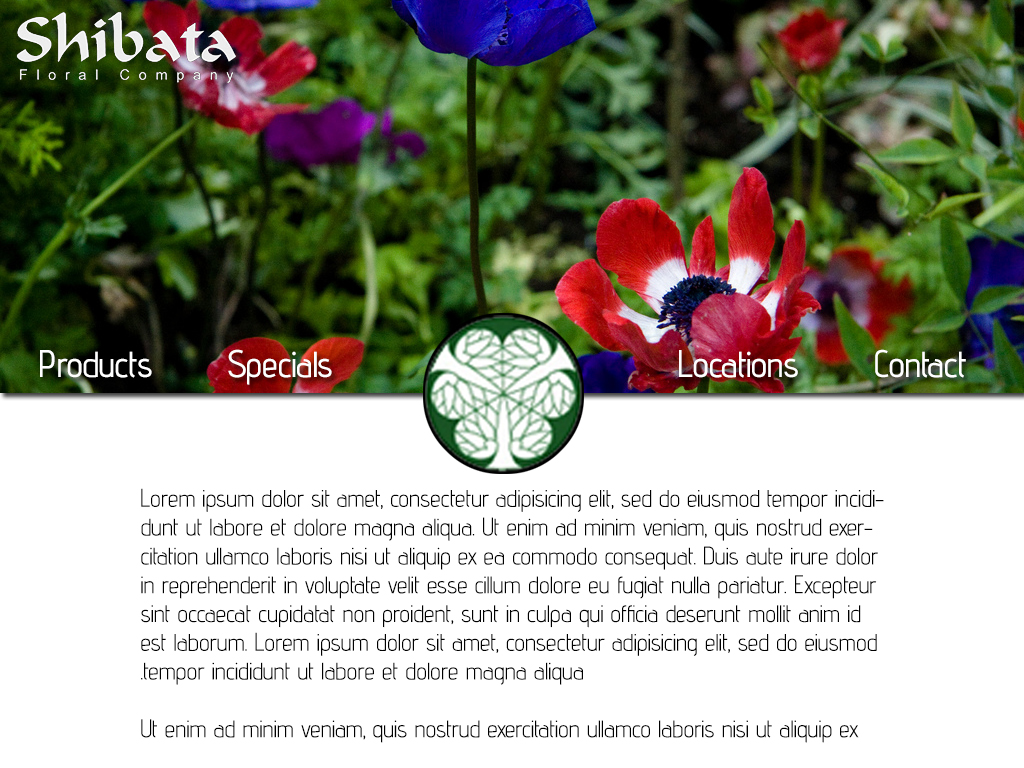 Shibata
Floral Company
Products Specials Locations Contact
Lorem ipsum dolor sit amet, consectetur adipisicing elit, sed do eiusmod tempor incidi-
dunt ut labore et dolore magna aliqua. Ut enim ad minim veniam, quis nostrud exer-
citation ullamco laboris nisi ut aliquip ex ea commodo consequat. Duis aute irure dolor
in reprehenderit in voluptate velit esse cillum dolore eu fugiat nulla pariatur. Excepteur
sint occaecat cupidatat non proident, sunt in culpa qui officia deserunt mollit anim id
est laborum. Lorem ipsum dolor sit amet, consectetur adipisicing elit, sed do eiusmod
.tempor incididunt ut labore et dolore magna aliqua
Ut enim ad minim veniam, quis nostrud exercitation ullamco laboris nisi ut aliquip ex